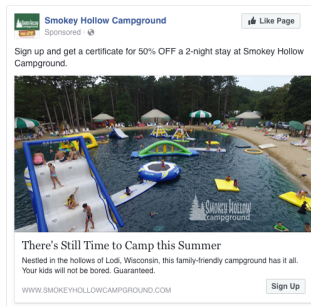 Smokey Hollow Campground
Sponsored ·
Like Page
Sign up and get a certificate for 50% OFF a 2-night stay at Smokey Hollow
Campground.
SMOKEY HOLLOW
campground
There's Still Time to Camp this Summer
Nestled in the hollows of Lodi, Wisconsin, this family-friendly campground has it all.
Your kids will not be bored. Guaranteed.
WWW.SMOKEYHOLLOWCAMPGROUND.COM
Sign Up